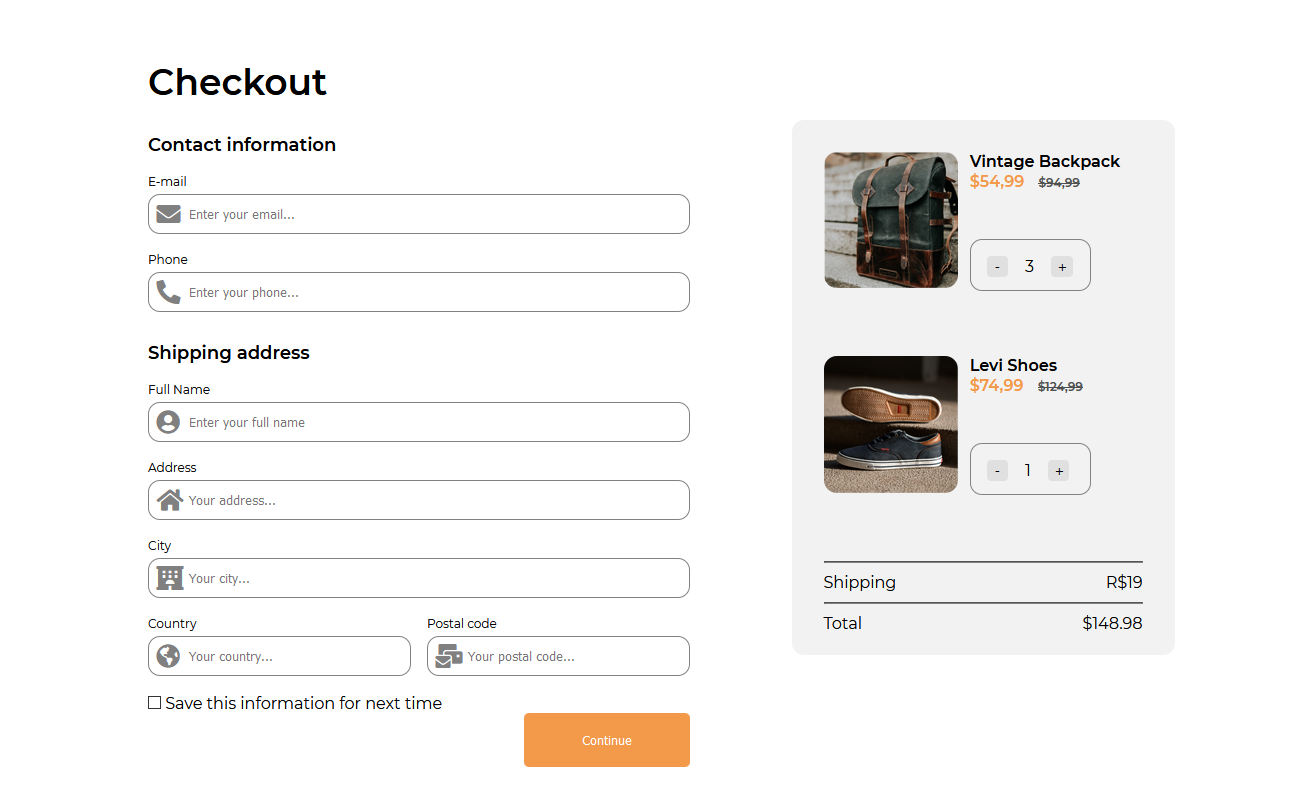 Checkout
Contact information
E-mail
Enter your email...
Phone
Enter your phone...
Shipping address
Full Name
Enter your full name
Address
Your address...
City
Your city...
Country
Your country...
Postal code
Your postal code...
Save this information for next time
Continue
Vintage Backpack
$54,99 $94,99
- 3 +
Levi Shoes
$74,99 $124,99
- 1 +
Shipping R$19
Total $148.98